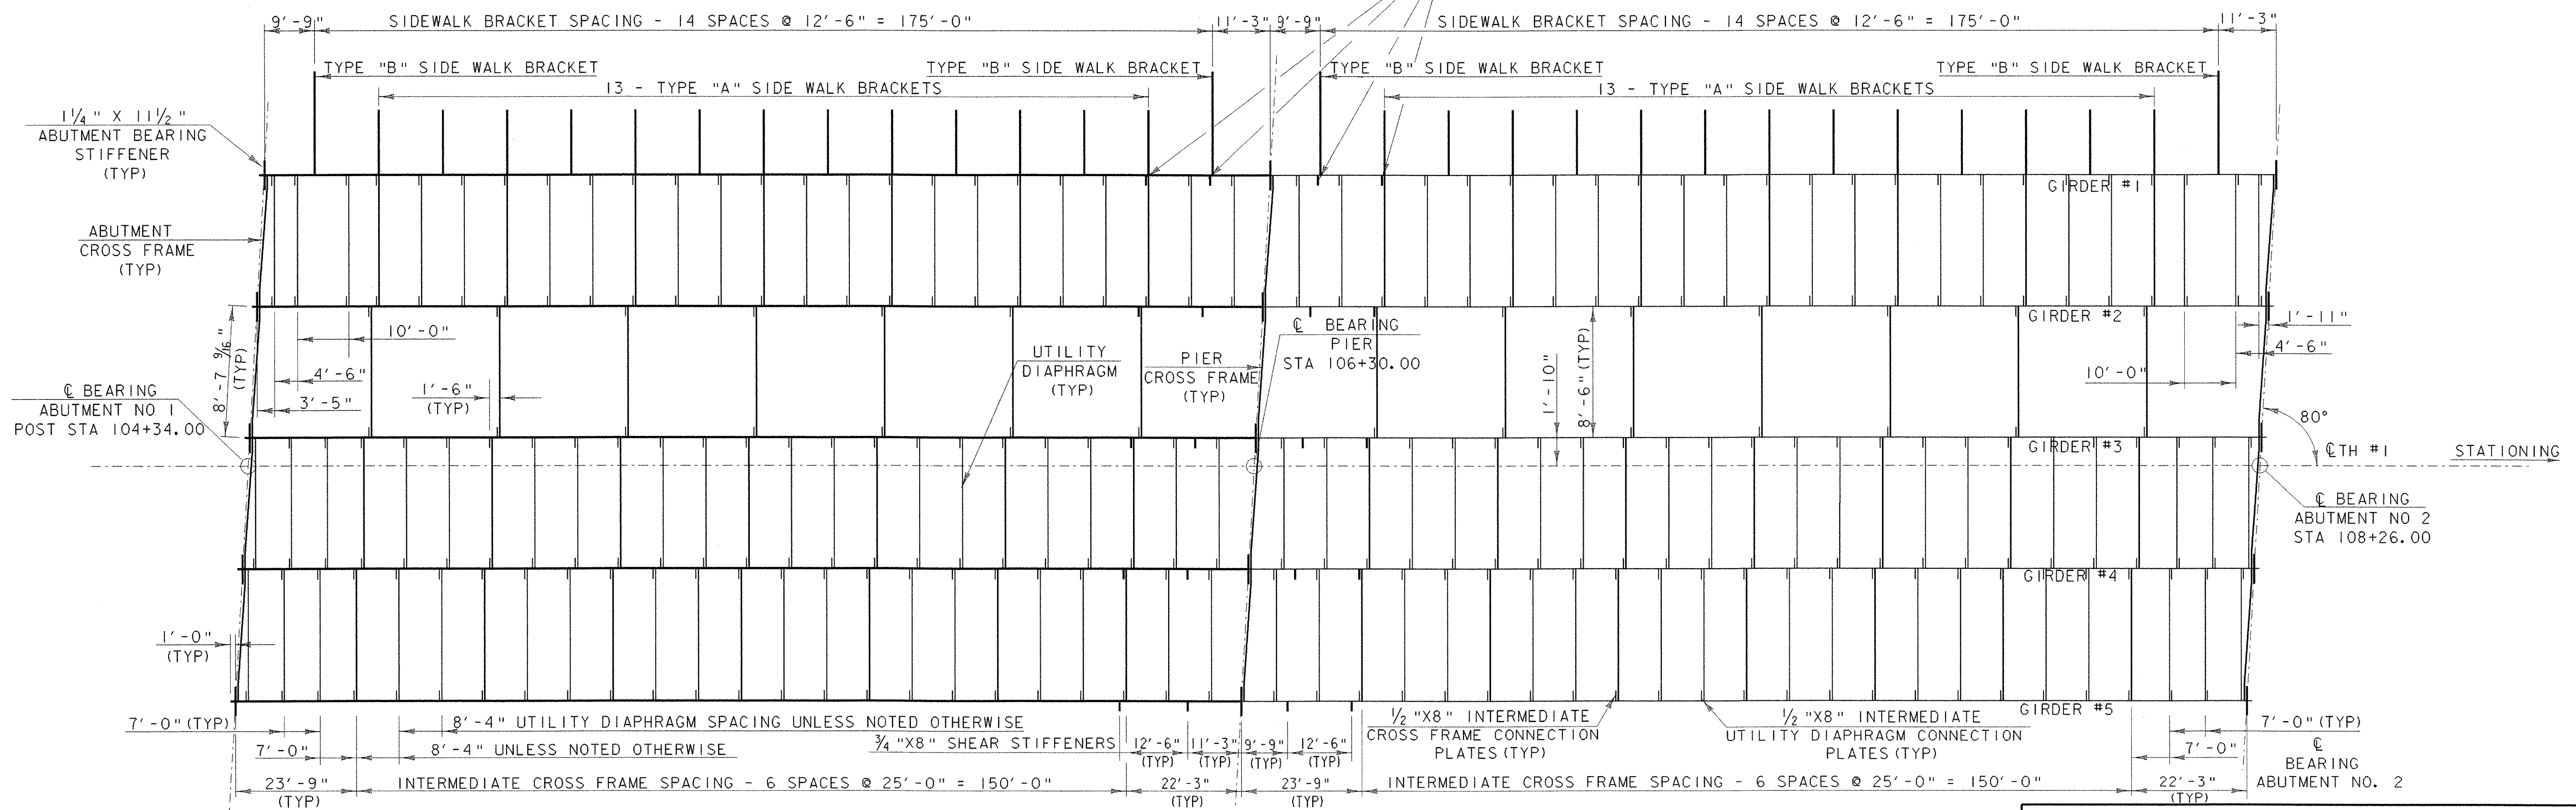 9'-9"
SIDEWALK BRACKET SPACING - 14 SPACES @ 12'-6" = 175'-0"
11'-3"
9'-9"
SIDEWALK BRACKET SPACING - 14 SPACES @ 12'-6" = 175'-0"
11'-3"
TYPE "B" SIDE WALK BRACKET
TYPE "B" SIDE WALK BRACKET
TYPE "B" SIDE WALK BRACKET
TYPE "B" SIDE WALK BRACKET
13 - TYPE "A" SIDE WALK BRACKETS
13 - TYPE "A" SIDE WALK BRACKETS
1 1/4" X 11 1/2"
ABUTMENT BEARING
STIFFENER
(TYP)
GIRDER #1
ABUTMENT
CROSS FRAME
(TYP)
8'-7 9/16"
(TYP)
10'-0"
4'-6"
3'-5"
1'-6"
(TYP)
UTILITY
DIAPHRAGM
(TYP)
PIER
CROSS FRAME
(TYP)
℄ BEARING
PIER
STA 106+30.00
1'-10"
8'-6" (TYP)
GIRDER #2
1'-11"
4'-6"
10'-0"
80°
℄ BEARING
ABUTMENT NO 1
POST STA 104+34.00
GIRDER #3
℄ TH #1
STATIONING
℄ BEARING
ABUTMENT NO 2
STA 108+26.00
GIRDER #4
1'-0"
(TYP)
GIRDER #5
7'-0" (TYP)
8'-4" UTILITY DIAPHRAGM SPACING UNLESS NOTED OTHERWISE
7'-0"
8'-4" UNLESS NOTED OTHERWISE
3/4"X8" SHEAR STIFFENERS
12'-6"
(TYP)
11'-3"
(TYP)
9'-9"
(TYP)
12'-6"
(TYP)
1/2"X8" INTERMEDIATE
CROSS FRAME CONNECTION
PLATES (TYP)
1/2"X8" INTERMEDIATE
UTILITY DIAPHRAGM CONNECTION
PLATES (TYP)
7'-0" (TYP)
7'-0"
℄
BEARING
ABUTMENT NO. 2
23'-9"
(TYP)
INTERMEDIATE CROSS FRAME SPACING - 6 SPACES @ 25'-0" = 150'-0"
22'-3"
(TYP)
23'-9"
(TYP)
INTERMEDIATE CROSS FRAME SPACING - 6 SPACES @ 25'-0" = 150'-0"
22'-3"
(TYP)